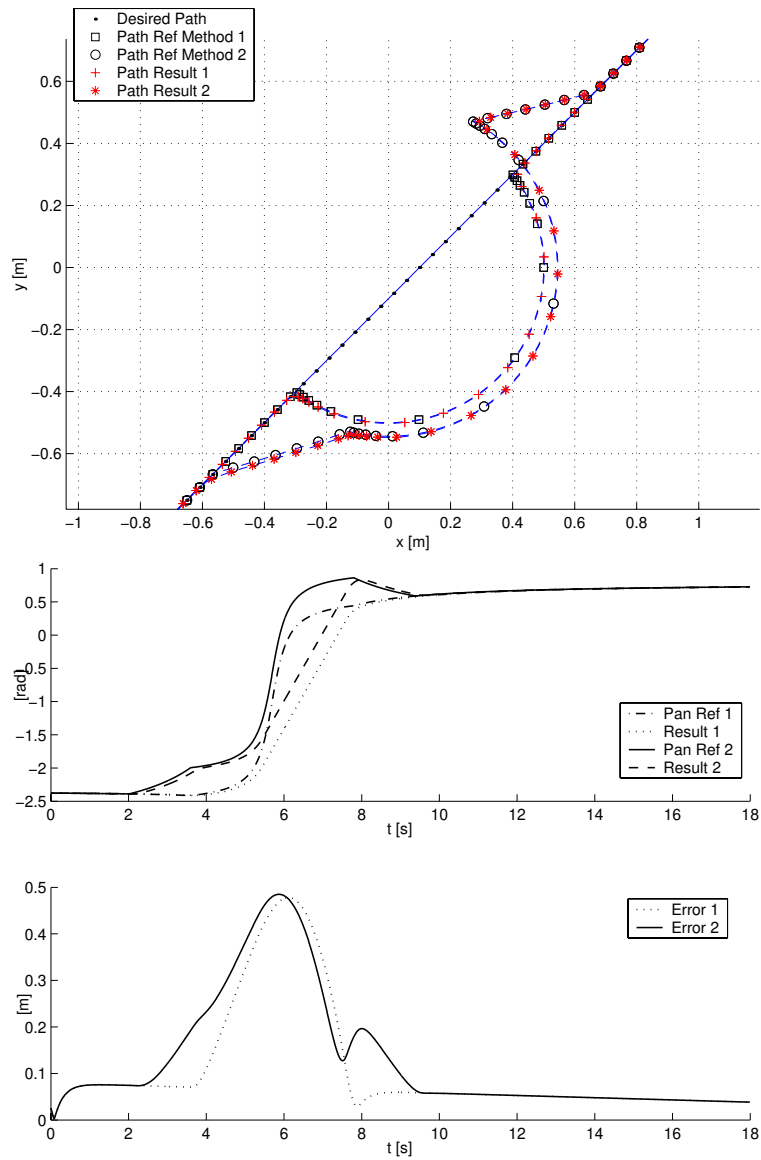 Desired Path
Path Ref Method 1
Path Ref Method 2
Path Result 1
Path Result 2
0.6
0.4
0.2
0
−0.2
−0.4
−0.6
y [m]
−1 −0.8 −0.6 −0.4 −0.2 0 0.2 0.4 0.6 0.8 1
x [m]
1
0.5
0
−0.5
−1
−1.5
−2
−2.5
[rad]
Pan Ref 1
Result 1
Pan Ref 2
Result 2
0 2 4 6 8 10 12 14 16 18
t [s]
0.5
0.4
0.3
0.2
0.1
0
[m]
Error 1
Error 2
0 2 4 6 8 10 12 14 16 18
t [s]